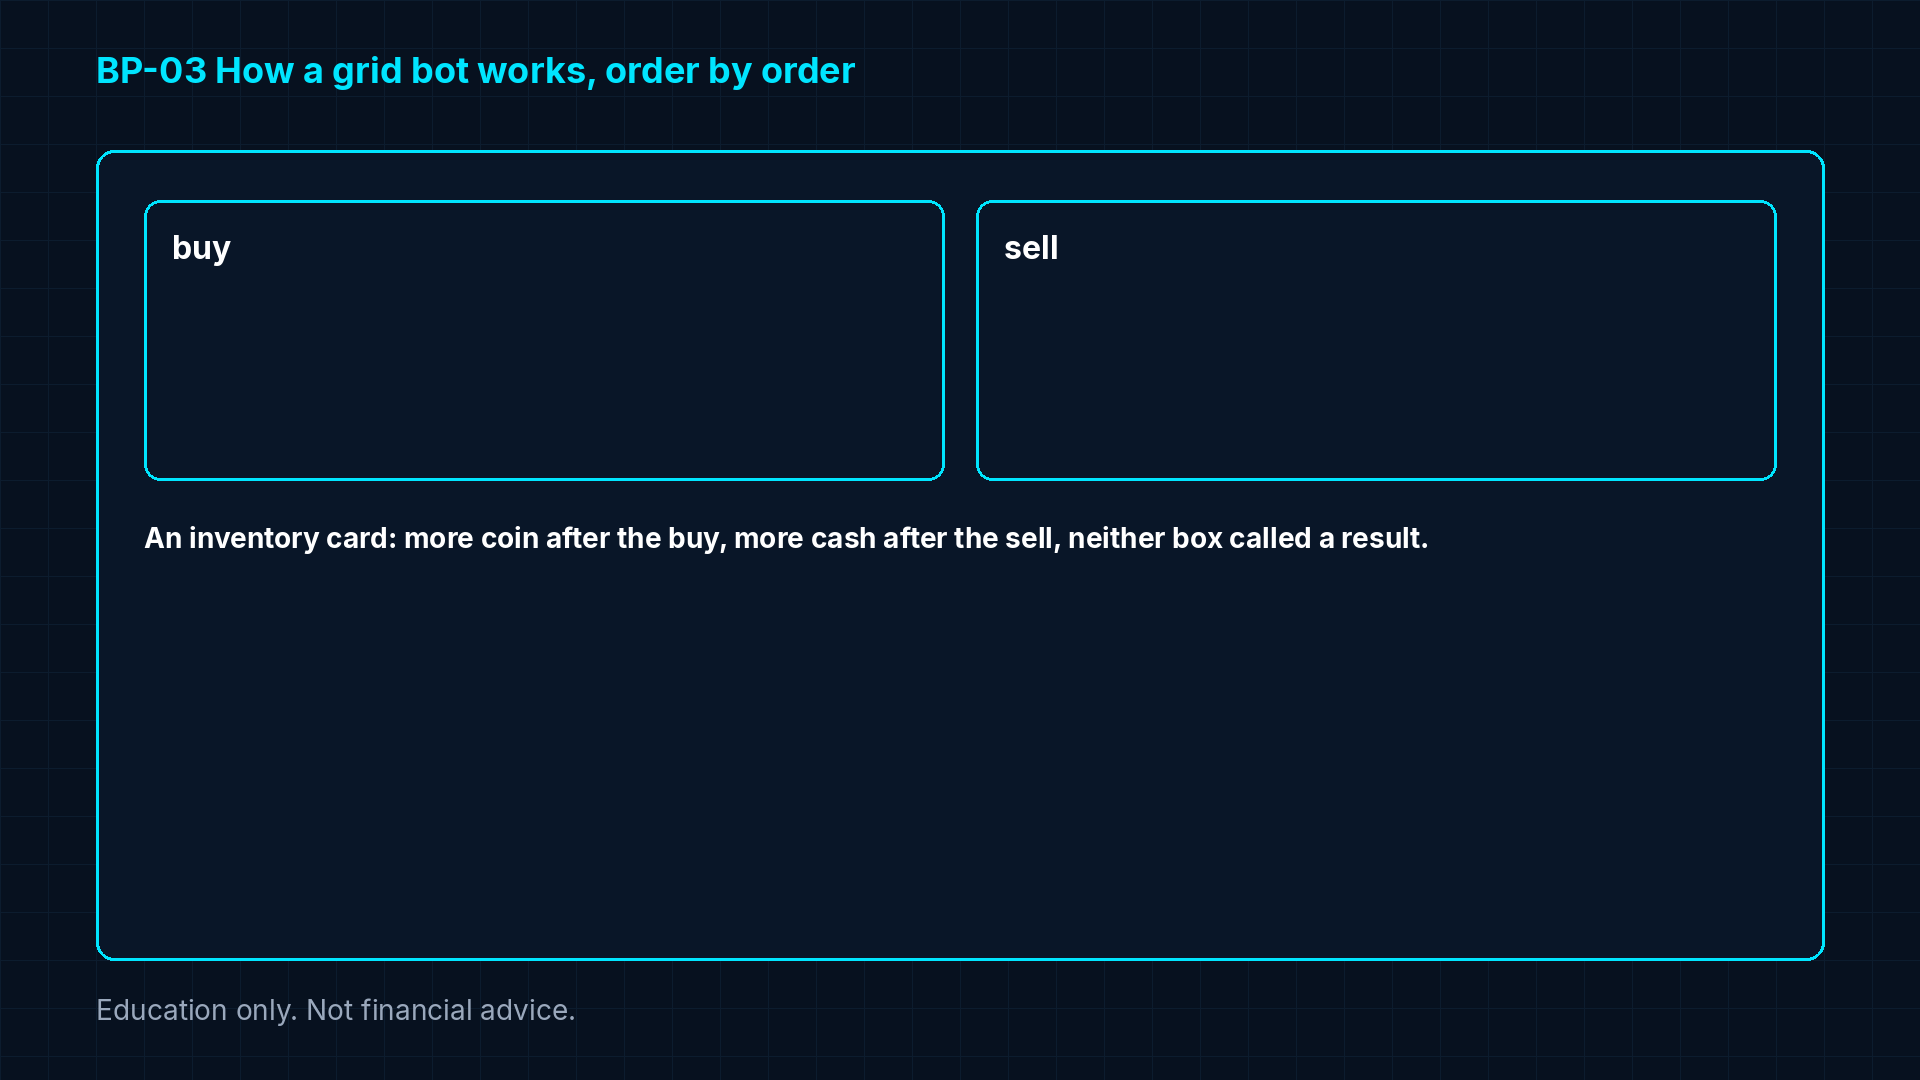 BP-03 How a grid bot works, order by order
buy
sell
An inventory card: more coin after the buy, more cash after the sell, neither box called a result.
Education only. Not financial advice.